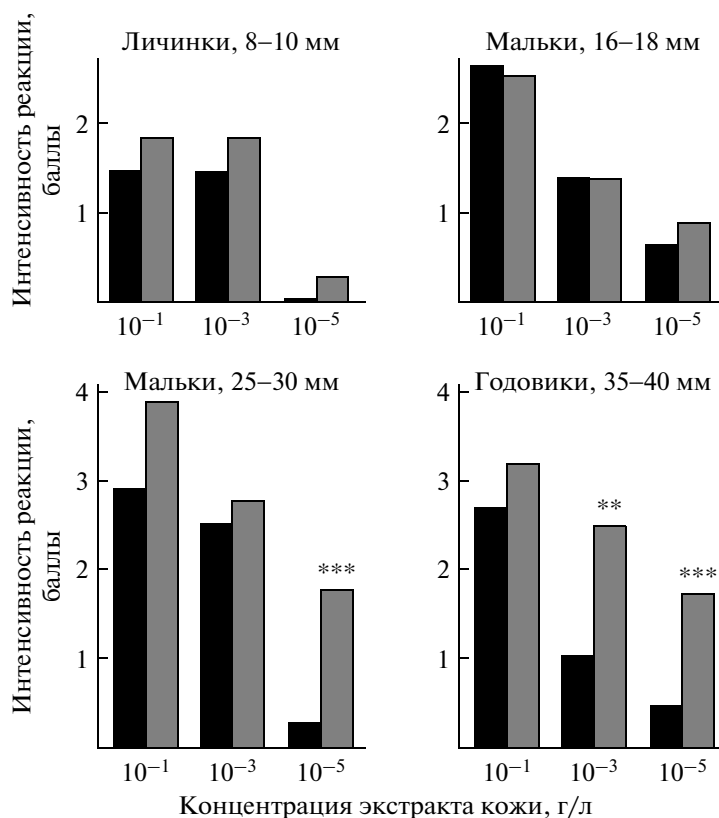 Личинки, 8–10 мм
Мальки, 16–18 мм
Интенсивность реакции,
баллы
2
1
2
1
10⁻¹ 10⁻³ 10⁻⁵
10⁻¹ 10⁻³ 10⁻⁵
Мальки, 25–30 мм
Годовики, 35–40 мм
Интенсивность реакции,
баллы
4
3
2
1
***
4
3
2
1
**
***
10⁻¹ 10⁻³ 10⁻⁵
10⁻¹ 10⁻³ 10⁻⁵
Концентрация экстракта кожи, г/л